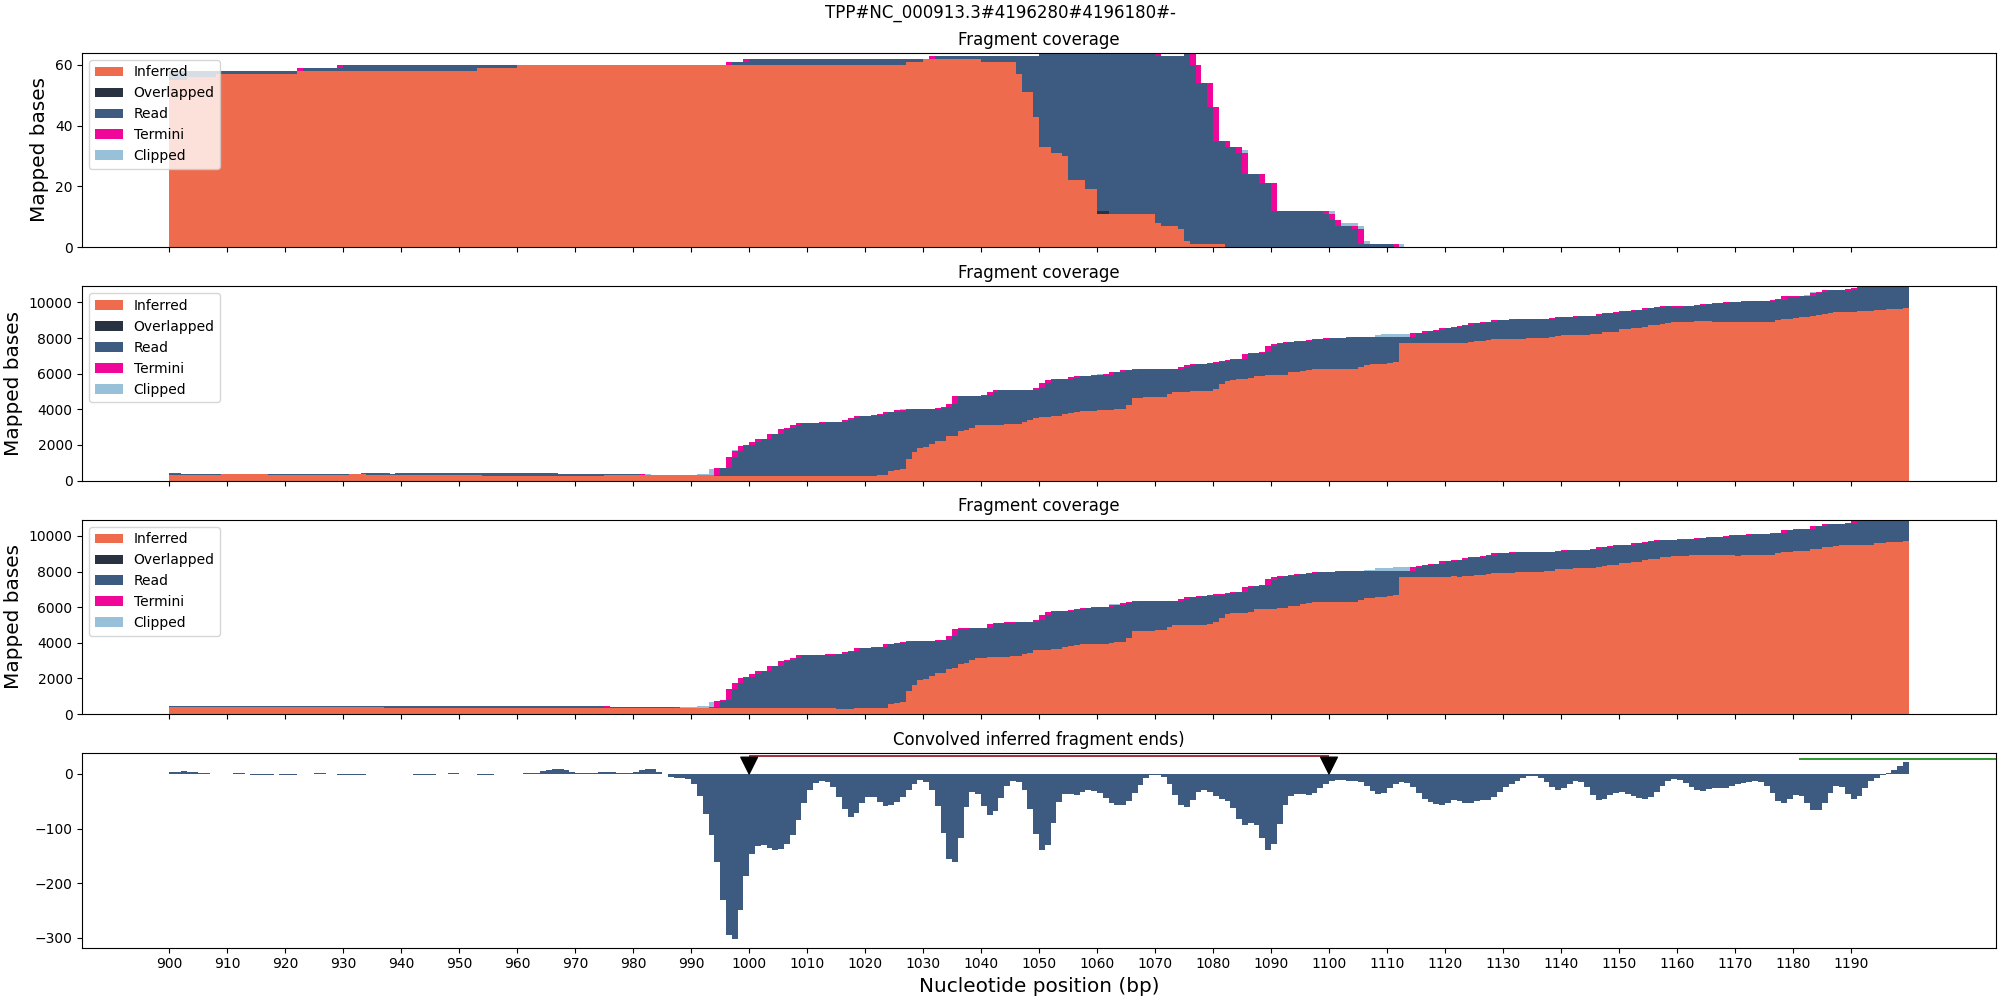 TPP#NC_000913.3#4196280#4196180#-
Fragment coverage
Mapped bases
60
40
20
0
Inferred
Overlapped
Read
Termini
Clipped
Fragment coverage
Mapped bases
10000
8000
6000
4000
2000
0
Inferred
Overlapped
Read
Termini
Clipped
Fragment coverage
Mapped bases
10000
8000
6000
4000
2000
0
Inferred
Overlapped
Read
Termini
Clipped
Convolved inferred fragment ends)
0
−100
−200
−300
900 910 920 930 940 950 960 970 980 990 1000 1010 1020 1030 1040 1050 1060 1070 1080 1090 1100 1110 1120 1130 1140 1150 1160 1170 1180 1190
Nucleotide position (bp)